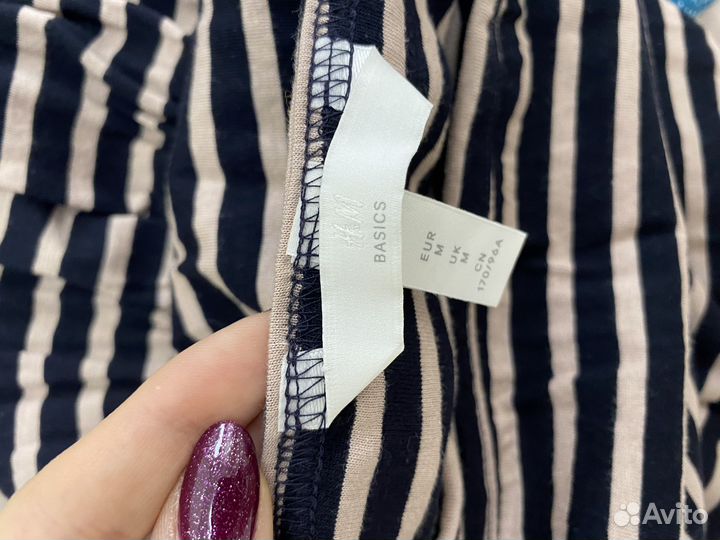 H&M
BASICS
EUR
M
UK
M
CN
170/96A
Avito